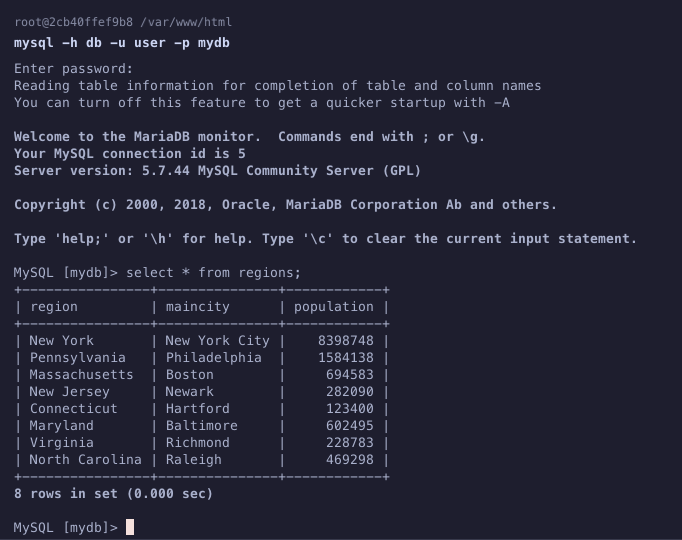 root@2cb40ffef9b8 /var/www/html
mysql -h db -u user -p mydb
Enter password:
Reading table information for completion of table and column names
You can turn off this feature to get a quicker startup with -A

Welcome to the MariaDB monitor.  Commands end with ; or \g.
Your MySQL connection id is 5
Server version: 5.7.44 MySQL Community Server (GPL)

Copyright (c) 2000, 2018, Oracle, MariaDB Corporation Ab and others.

Type 'help;' or '\h' for help. Type '\c' to clear the current input statement.

MySQL [mydb]> select * from regions;
+----------------+---------------+------------+
| region         | maincity      | population |
+----------------+---------------+------------+
| New York       | New York City |    8398748 |
| Pennsylvania   | Philadelphia  |    1584138 |
| Massachusetts  | Boston        |     694583 |
| New Jersey     | Newark        |     282090 |
| Connecticut    | Hartford      |     123400 |
| Maryland       | Baltimore     |     602495 |
| Virginia       | Richmond      |     228783 |
| North Carolina | Raleigh       |     469298 |
+----------------+---------------+------------+
8 rows in set (0.000 sec)

MySQL [mydb]>